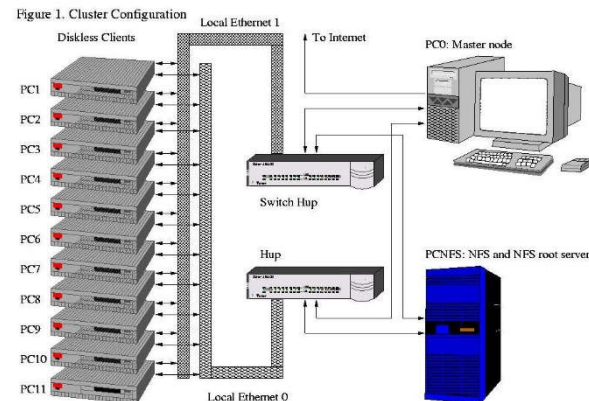 Figure 1. Cluster Configuration
Local Ethernet 1
Diskless Clients
To Internet
PC0: Master node
PC1
PC2
PC3
PC4
PC5
PC6
PC7
PC8
PC9
PC10
PC11
Switch Hup
Hup
PCNFS: NFS and NFS root server
Local Ethernet 0